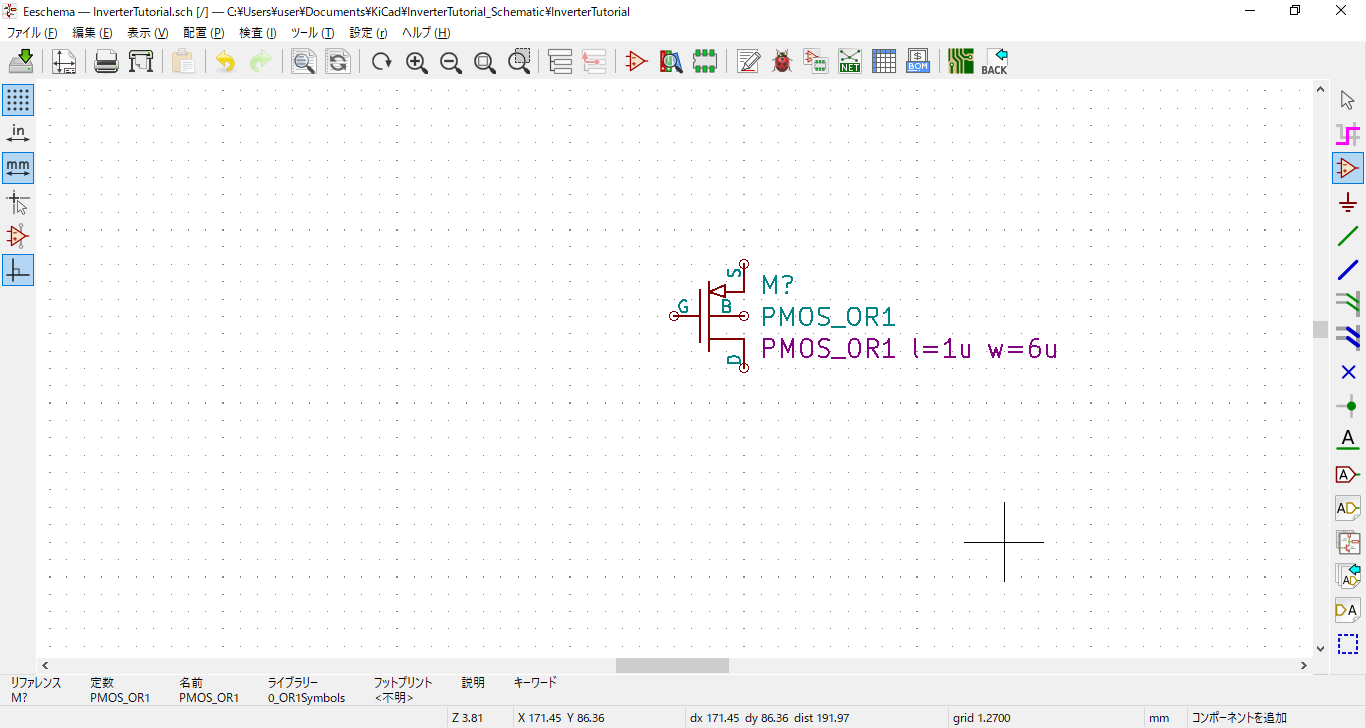 Eeschema — InverterTutorial.sch [/] — C:¥Users¥user¥Documents¥KiCad¥InverterTutorial_Schematic¥InverterTutorial
ファイル (F) 編集 (E) 表示 (V) 配置 (P) 検査 (I) ツール (T) 設定 (r) ヘルプ (H)
NET
$
BOM
BACK
in
mm
S
M?
G
B
PMOS_OR1
D
PMOS_OR1 l=1u w=6u
A
A
AD
AD
DA
リファレンス 定数 名前 ライブラリー フットプリント 説明 キーワード
M? PMOS_OR1 PMOS_OR1 0_OR1Symbols <不明>
Z 3.81 X 171.45 Y 86.36 dx 171.45 dy 86.36 dist 191.97 grid 1.2700 mm コンポーネントを追加